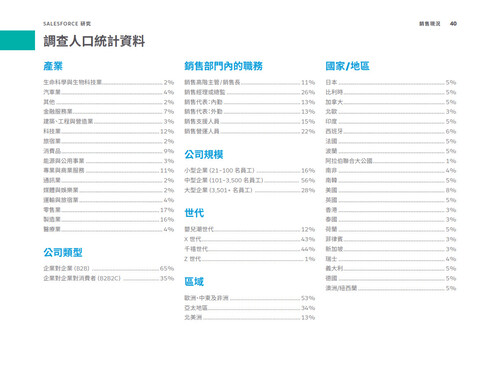 SALESFORCE 研究
銷售現況 40
調查人口統計資料
產業
生命科學與生物科技業 2%
汽車業 4%
其他 2%
金融服務業 7%
建築、工程與營造業 3%
科技業 12%
旅宿業 2%
消費品 9%
能源與公用事業 3%
專業與商業服務 11%
通訊業 2%
媒體與娛樂業 2%
運輸與旅宿業 4%
零售業 17%
製造業 16%
醫療業 4%
公司類型
企業對企業 (B2B) 65%
企業對企業對消費者 (B2B2C) 35%
銷售部門內的職務
銷售高階主管/銷售長 11%
銷售經理或總監 26%
銷售代表：內勤 13%
銷售代表：外勤 13%
銷售支援人員 15%
銷售營運人員 22%
公司規模
小型企業 (21-100 名員工) 16%
中型企業 (101-3,500 名員工) 56%
大型企業 (3,501+ 名員工) 28%
世代
嬰兒潮世代 12%
X 世代 43%
千禧世代 44%
Z 世代 1%
區域
歐洲、中東及非洲 53%
亞太地區 34%
北美洲 13%
國家/地區
日本 5%
比利時 5%
加拿大 5%
北歐 3%
印度 5%
西班牙 6%
法國 5%
波蘭 5%
阿拉伯聯合大公國 1%
南非 4%
南韓 5%
美國 8%
英國 5%
香港 3%
泰國 3%
荷蘭 5%
菲律賓 3%
新加坡 3%
瑞士 4%
義大利 5%
德國 5%
澳洲/紐西蘭 5%